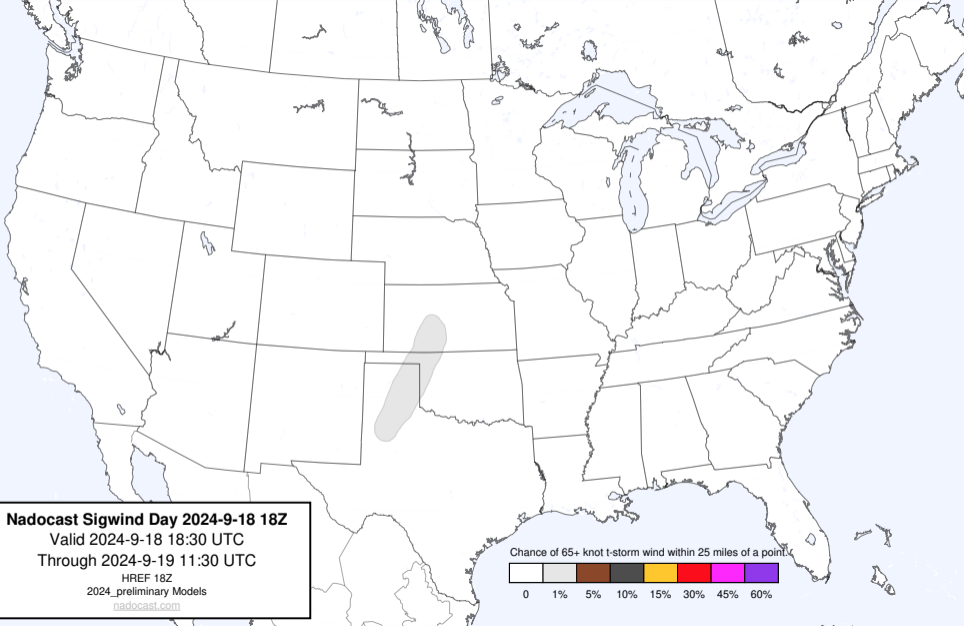 Nadocast Sigwind Day 2024-9-18 18Z
Valid 2024-9-18 18:30 UTC
Through 2024-9-19 11:30 UTC
HREF 18Z
2024_preliminary Models
nadocast.com
Chance of 65+ knot t-storm wind within 25 miles of a point.
0 1% 5% 10% 15% 30% 45% 60%